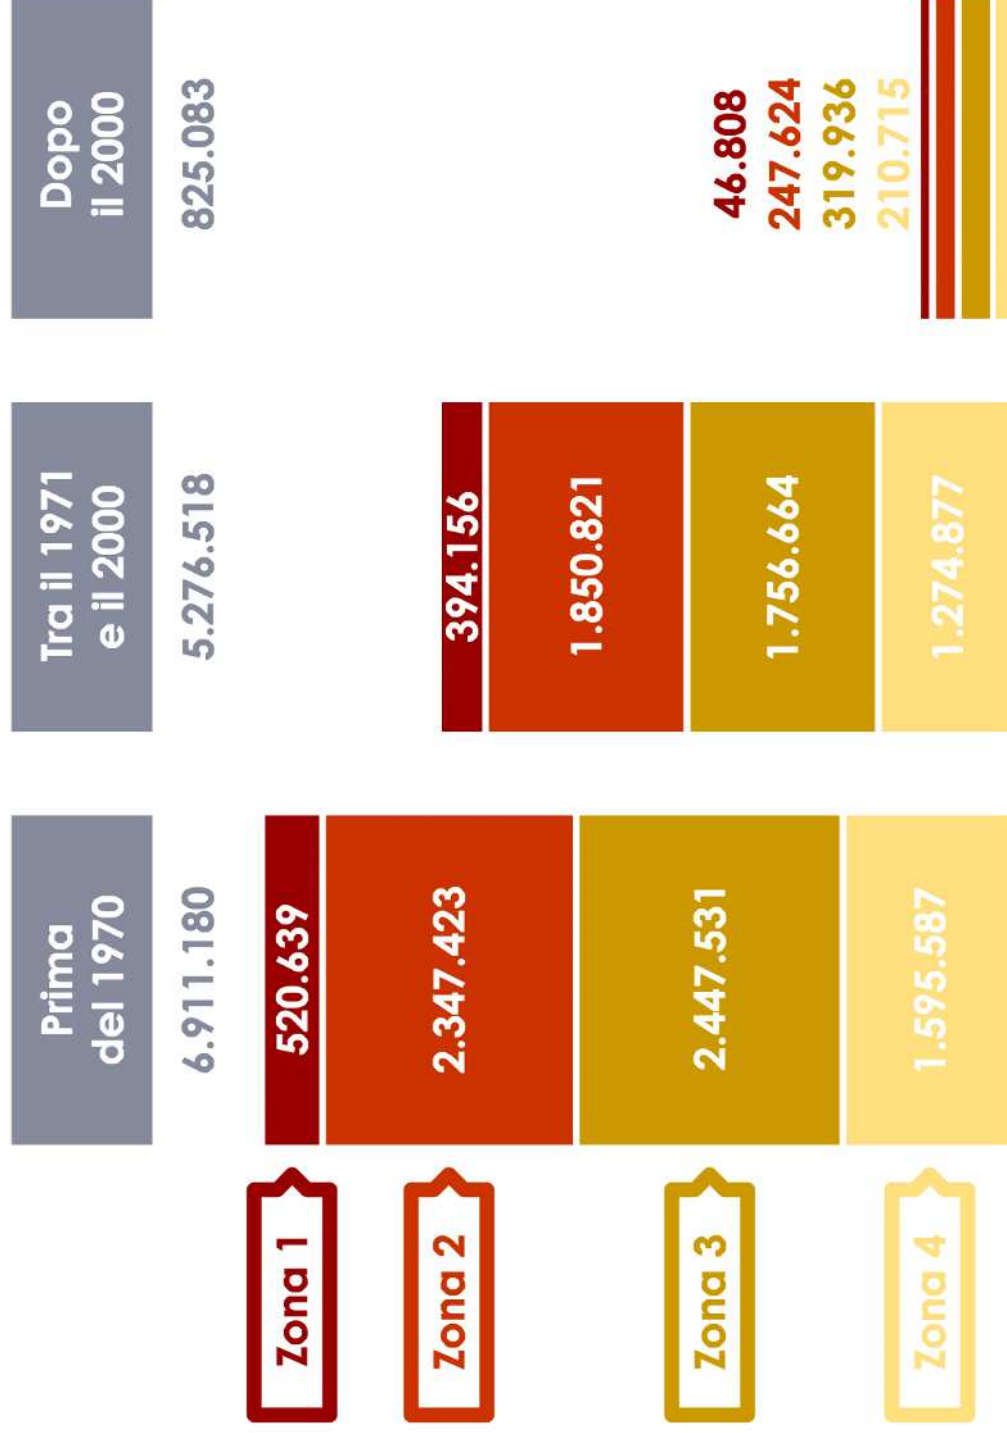 Prima
del 1970
Tra il 1971
e il 2000
Dopo
il 2000
6.911.180
5.276.518
825.083
Zona 1
520.639
394.156
46.808
Zona 2
2.347.423
1.850.821
247.624
Zona 3
2.447.531
1.756.664
319.936
Zona 4
1.595.587
1.274.877
210.715